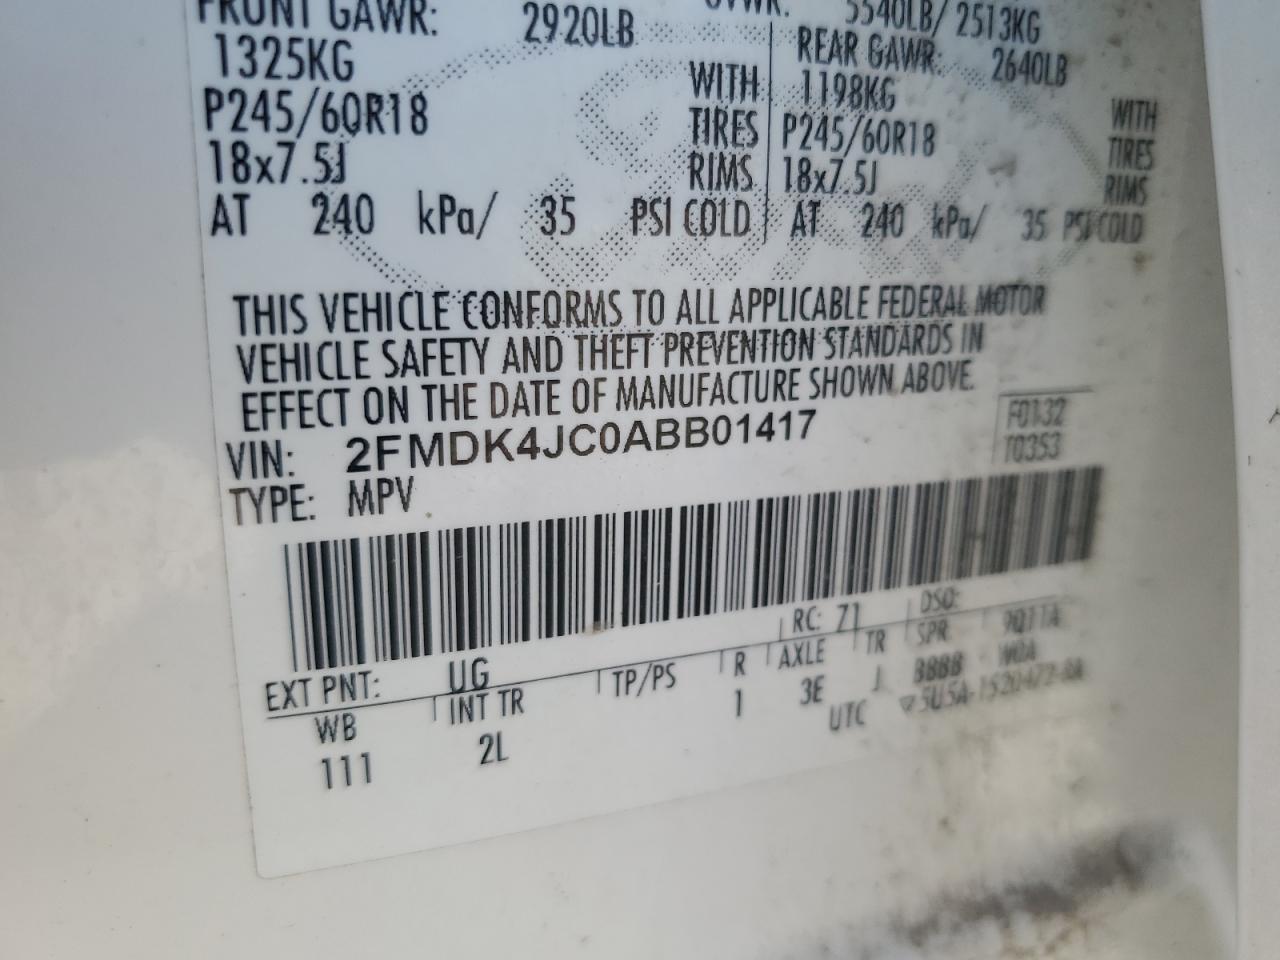 FRONT GAWR: 2920LB
1325KG WITH
P245/60R18 TIRES
18x7.5J RIMS
AT 240 kPa/ 35 PSI COLD
GVWR: 5540LB/ 2513KG
REAR GAWR: 2640LB
1198KG WITH
P245/60R18 TIRES
18x7.5J RIMS
AT 240 kPa/ 35 PSI COLD
THIS VEHICLE CONFORMS TO ALL APPLICABLE FEDERAL MOTOR
VEHICLE SAFETY AND THEFT PREVENTION STANDARDS IN
EFFECT ON THE DATE OF MANUFACTURE SHOWN ABOVE.
VIN: 2FMDK4JC0ABB01417
F0132
T0353
TYPE: MPV
EXT PNT: UG RC: 71 DSO:
WB INT TR TP/PS R AXLE TR SPR
111 2L 1 3E J
UTC